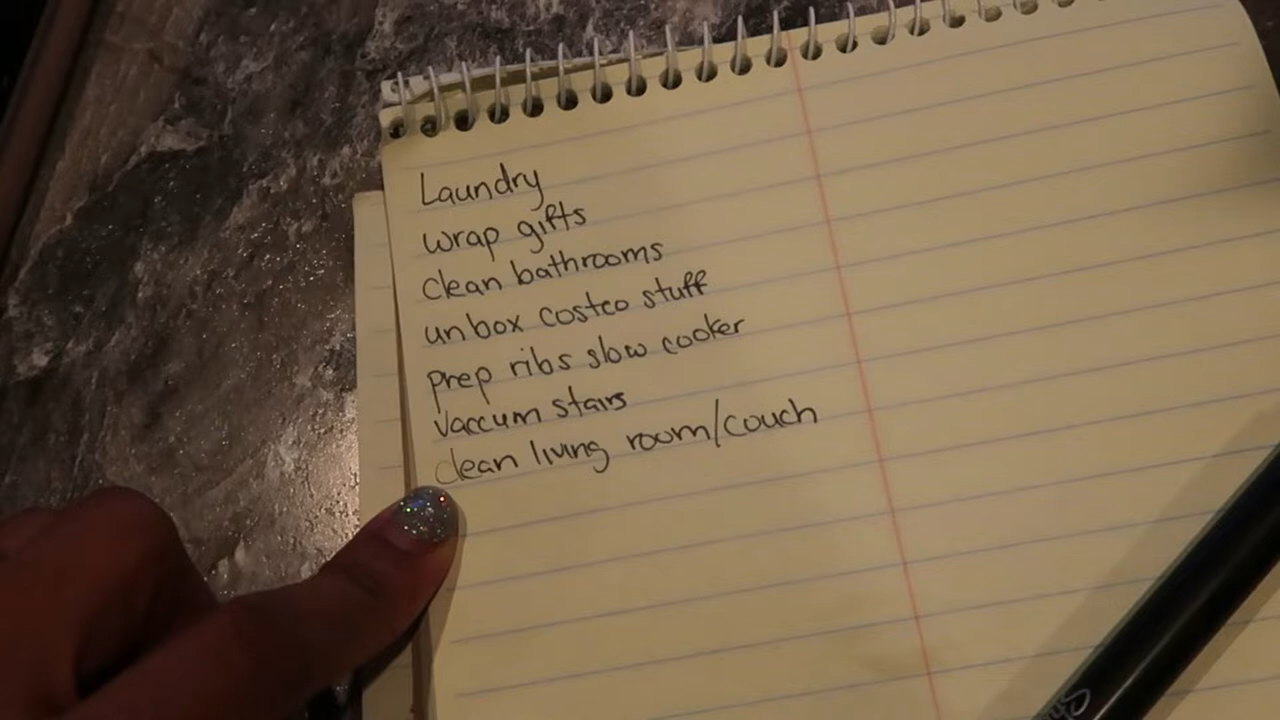 Laundry
wrap gifts
clean bathrooms
unbox costco stuff
prep ribs slow cooker
vaccum stairs
clean living room/couch